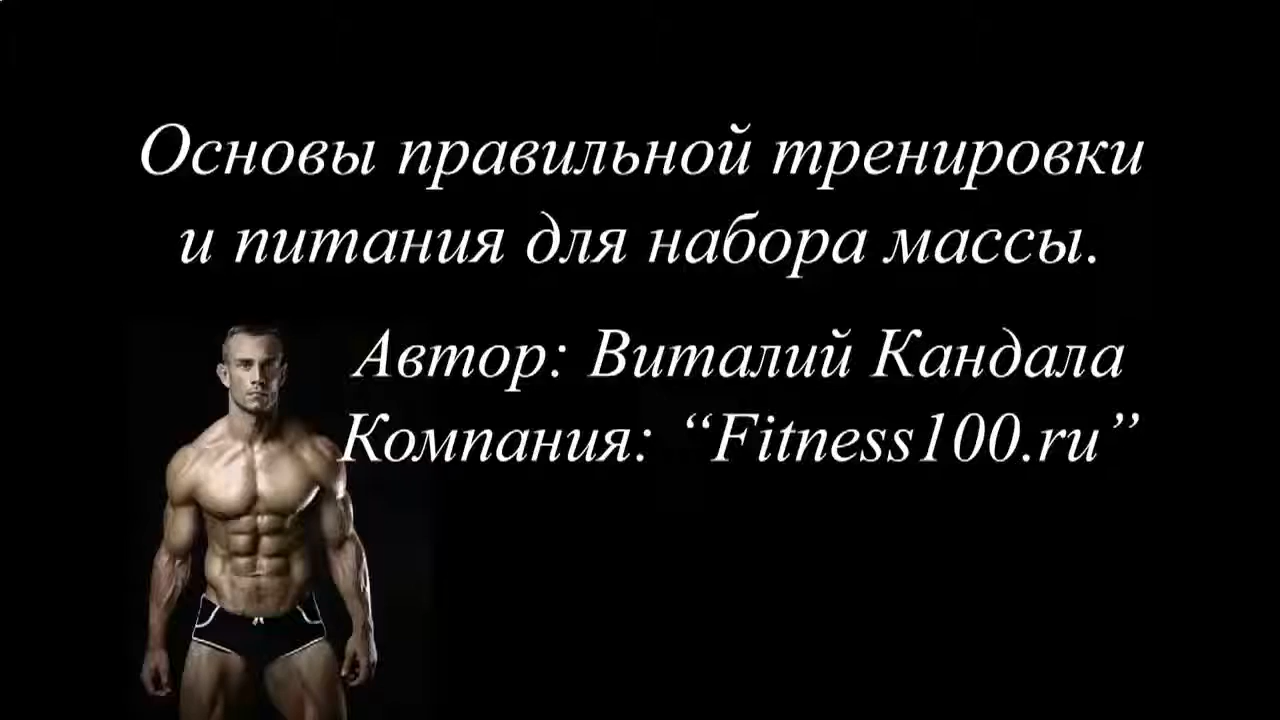 Основы правильной тренировки
и питания для набора массы.
Автор: Виталий Кандала
Компания: “Fitness100.ru”